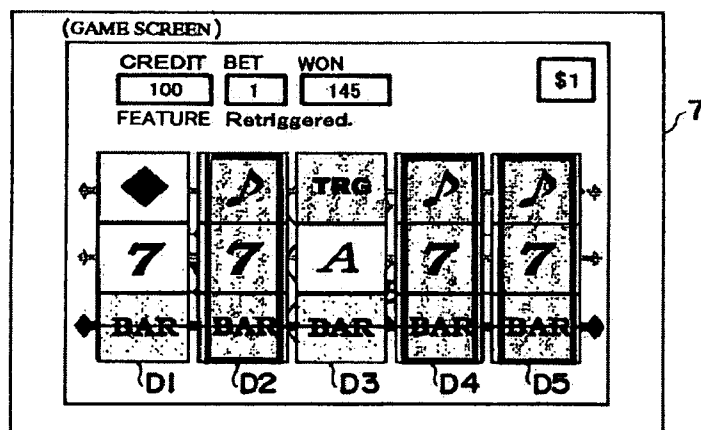 (GAME SCREEN)
CREDIT BET WON
100 1 145 $1
FEATURE Retriggered.
7
TRG
7 7 A 7 7
BAR BAR BAR BAR BAR
D1 D2 D3 D4 D5